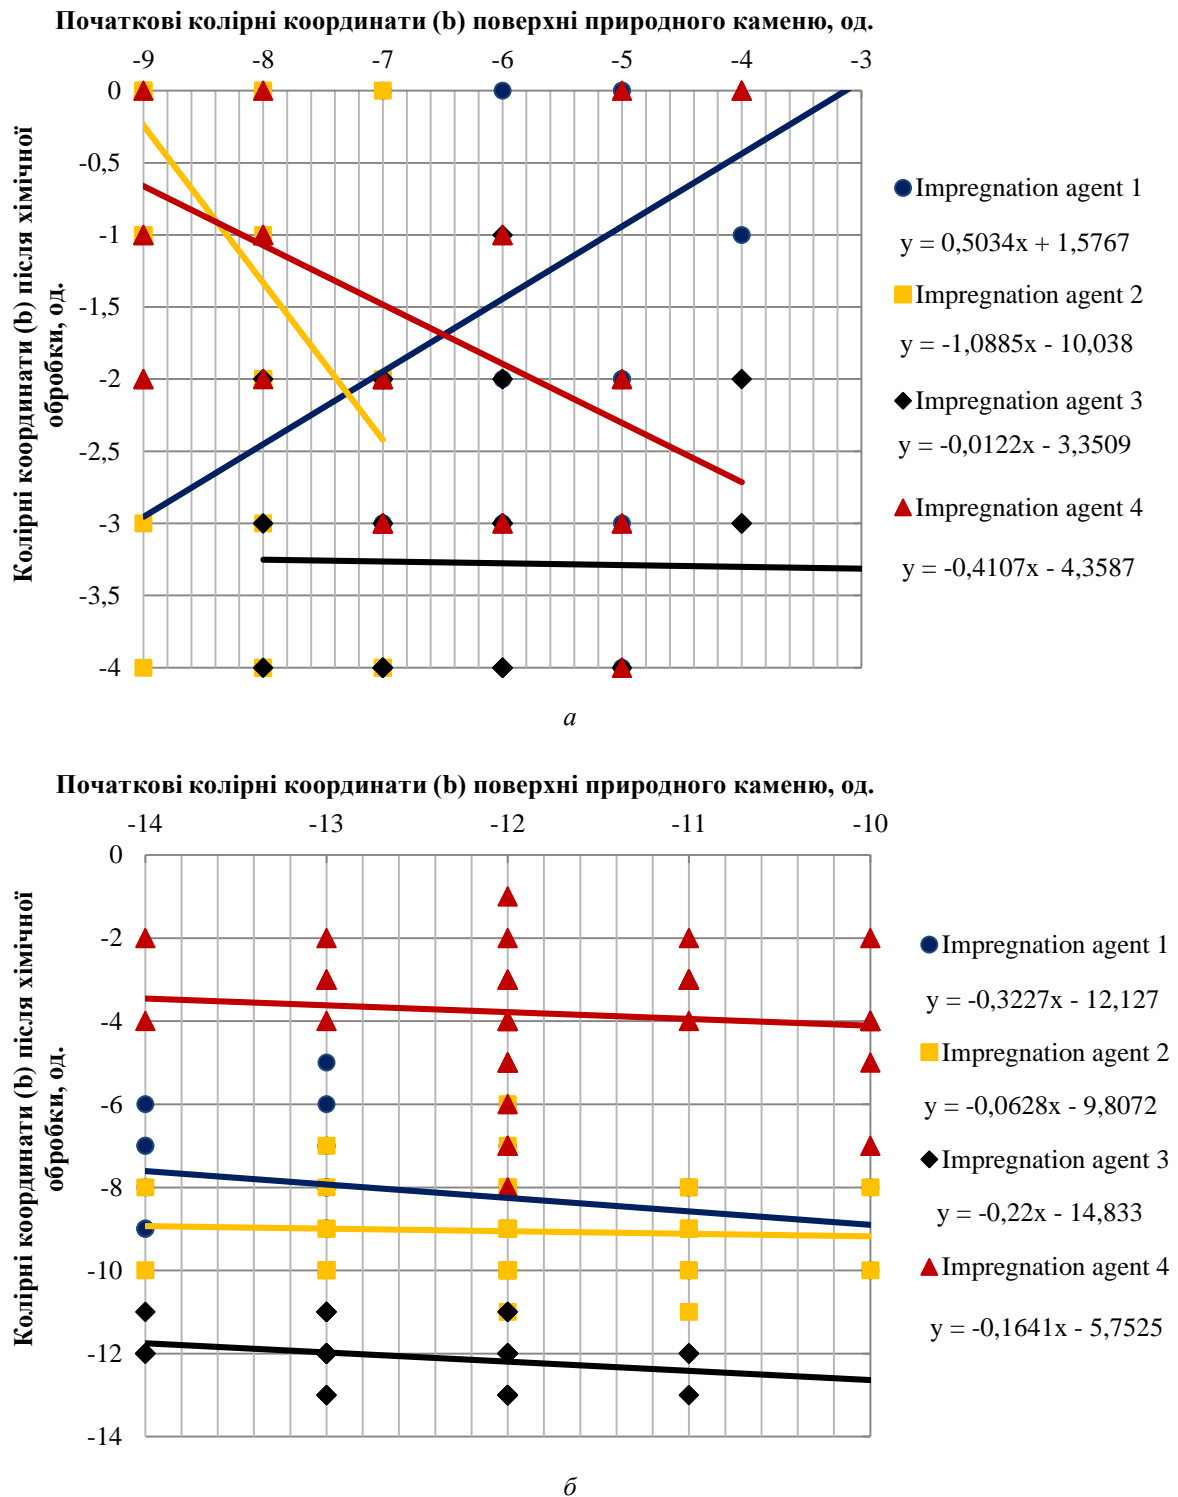 Початкові колірні координати (b) поверхні природного каменю, од.
-9 -8 -7 -6 -5 -4 -3
Колірні координати (b) після хімічної
обробки, од.
0
-0,5
-1
-1,5
-2
-2,5
-3
-3,5
-4
Impregnation agent 1
y = 0,5034x + 1,5767
Impregnation agent 2
y = -1,0885x - 10,038
Impregnation agent 3
y = -0,0122x - 3,3509
Impregnation agent 4
y = -0,4107x - 4,3587
а
Початкові колірні координати (b) поверхні природного каменю, од.
-14 -13 -12 -11 -10
Колірні координати (b) після хімічної
обробки, од.
0
-2
-4
-6
-8
-10
-12
-14
Impregnation agent 1
y = -0,3227x - 12,127
Impregnation agent 2
y = -0,0628x - 9,8072
Impregnation agent 3
y = -0,22x - 14,833
Impregnation agent 4
y = -0,1641x - 5,7525
б